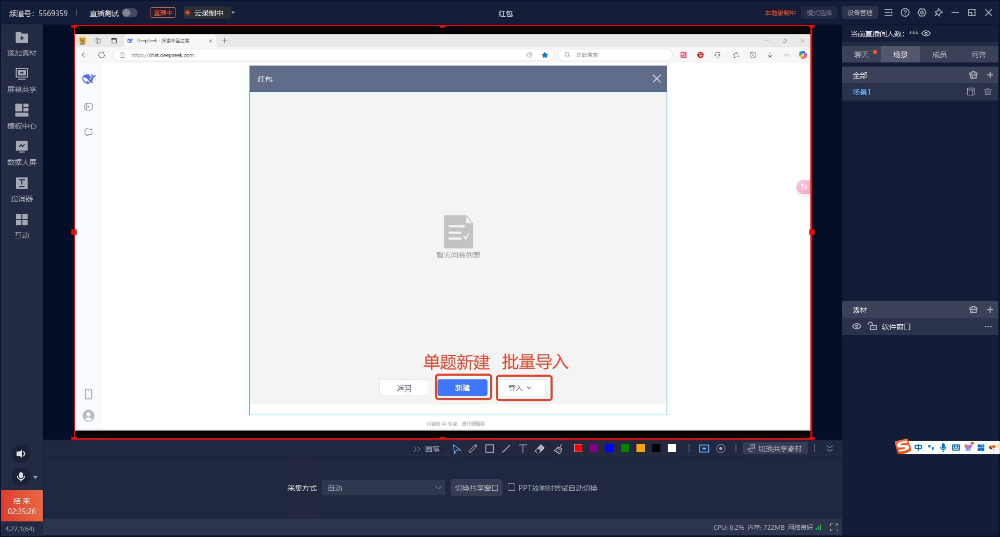 频道号：5569359
直播测试
直播中
云录制中
红包
本地录制中
模式选择
设备管理
添加素材
屏幕共享
模板中心
数据大屏
提词器
互动
DeepSeek - 探索未至之境
https://chat.deepseek.com
点此搜索
红包
暂无问卷列表
单题新建 批量导入
返回
新建
导入
内容由 AI 生成，请仔细甄别
当前直播间人数：***
聊天
场景
成员
问答
全部
场景1
素材
软件窗口
中
画笔
切换共享素材
采集方式
自动
切换共享窗口
PPT放映时尝试自动切换
结 束
02:35:26
4.27.1(64)
CPU: 0.2% 内存: 722MB 网络良好